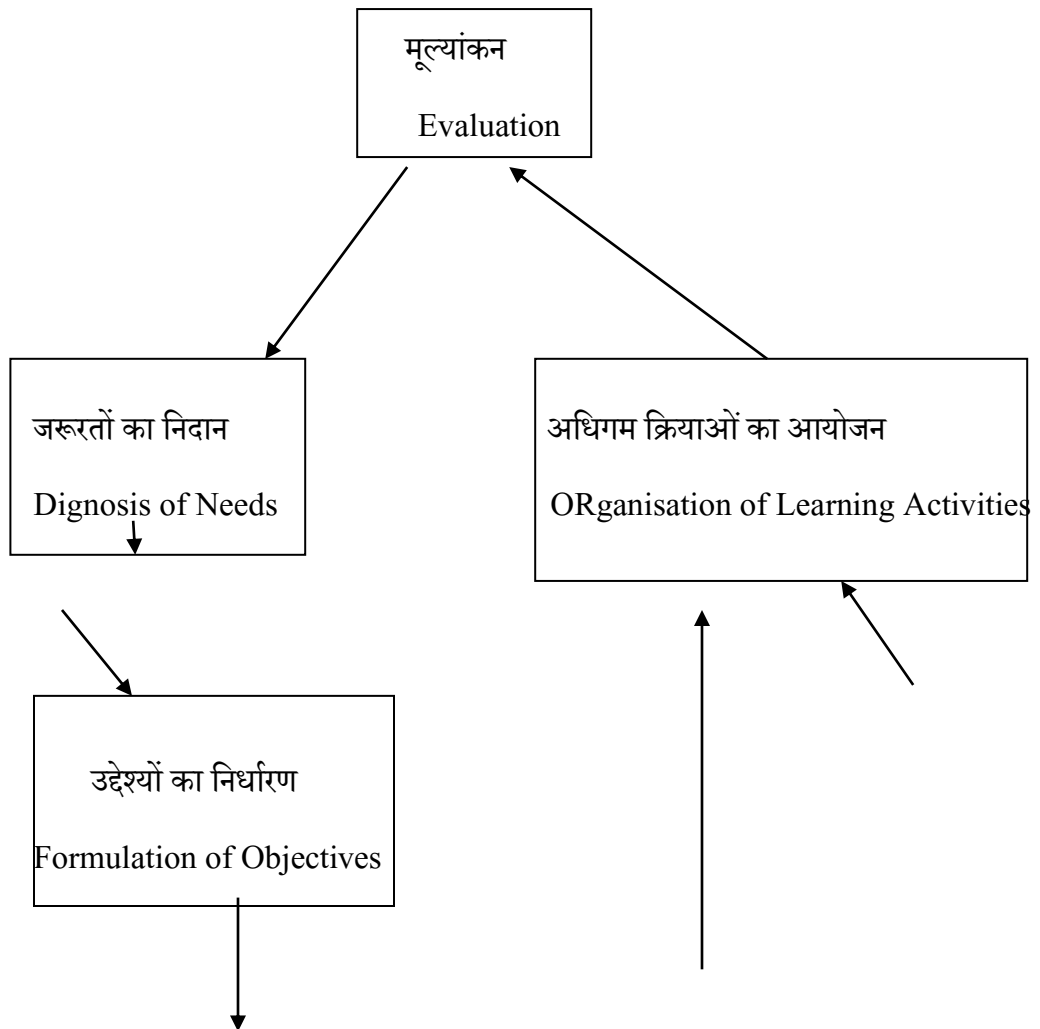 मूल्यांकन
Evaluation
जरूरतों का निदान
Dignosis of Needs
अधिगम क्रियाओं का आयोजन
ORganisation of Learning Activities
उद्देश्यों का निर्धारण
Formulation of Objectives